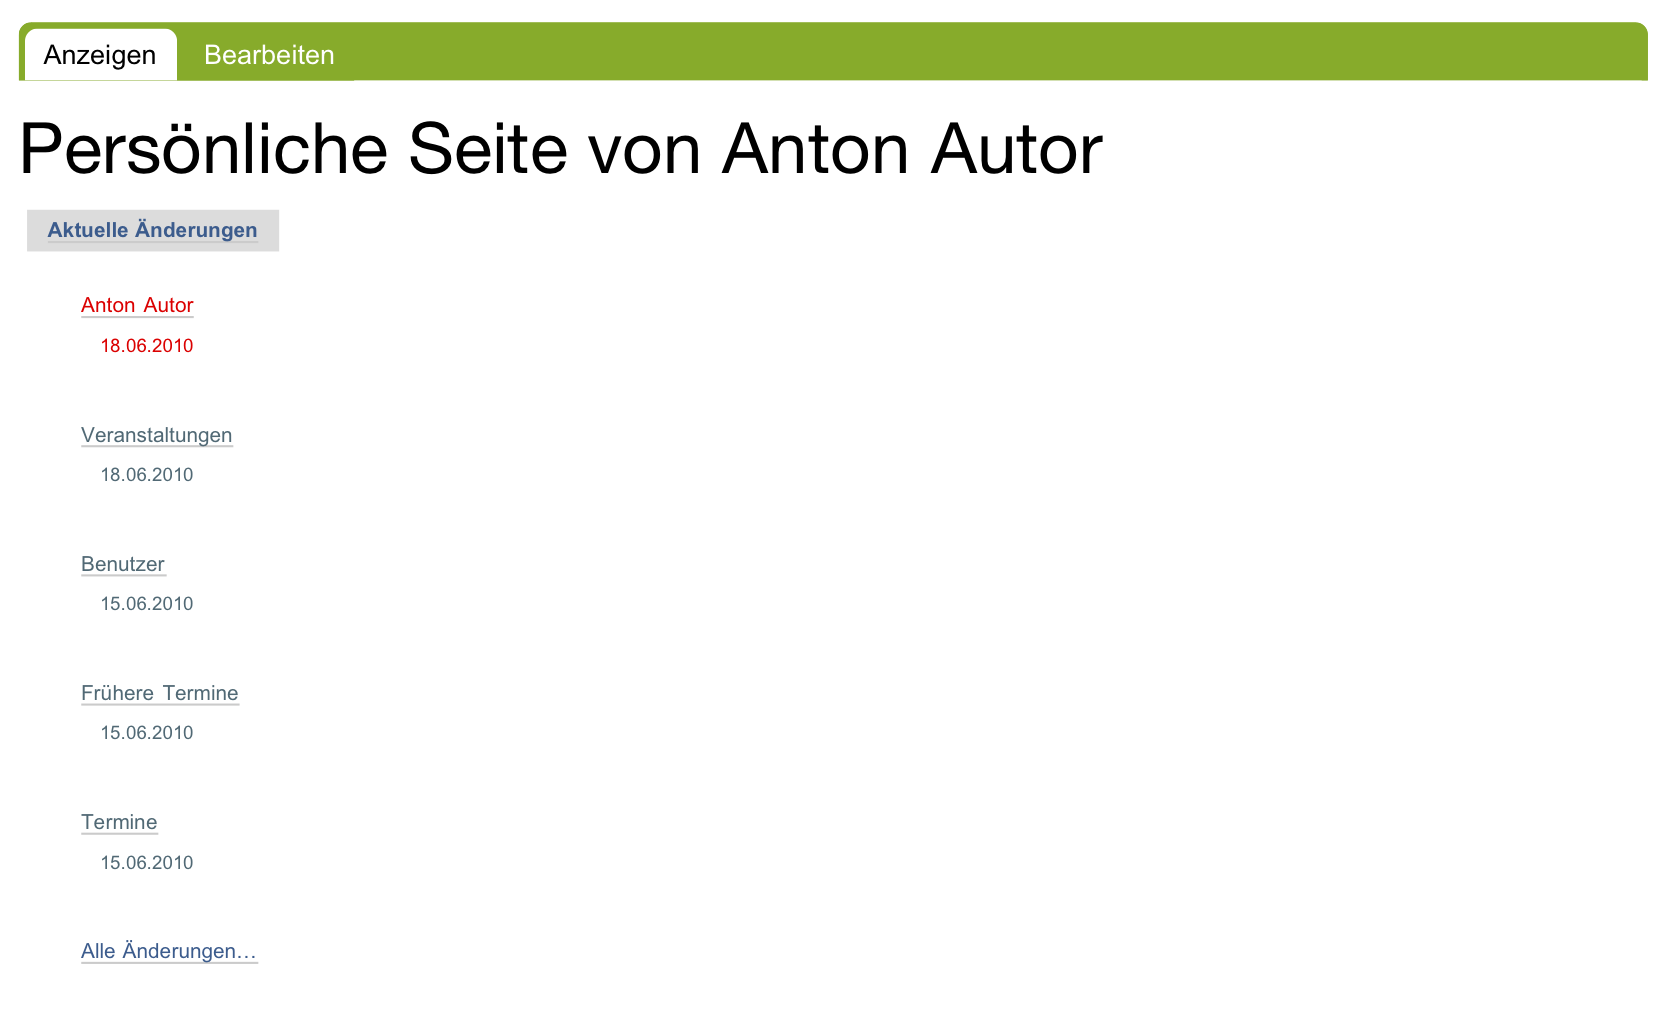 Anzeigen Bearbeiten
Persönliche Seite von Anton Autor
Aktuelle Änderungen
Anton Autor
18.06.2010
Veranstaltungen
18.06.2010
Benutzer
15.06.2010
Frühere Termine
15.06.2010
Termine
15.06.2010
Alle Änderungen…